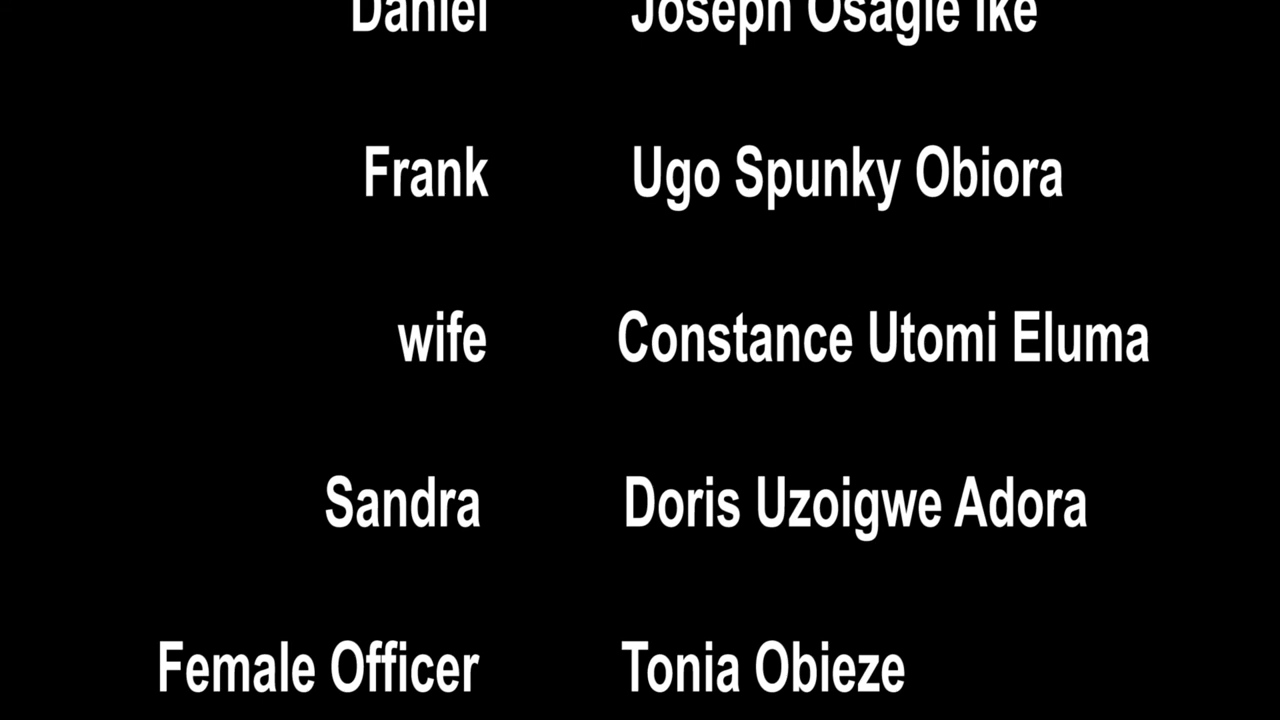 Daniel Joseph Osagie Ike
Frank Ugo Spunky Obiora
wife Constance Utomi Eluma
Sandra Doris Uzoigwe Adora
Female Officer Tonia Obieze